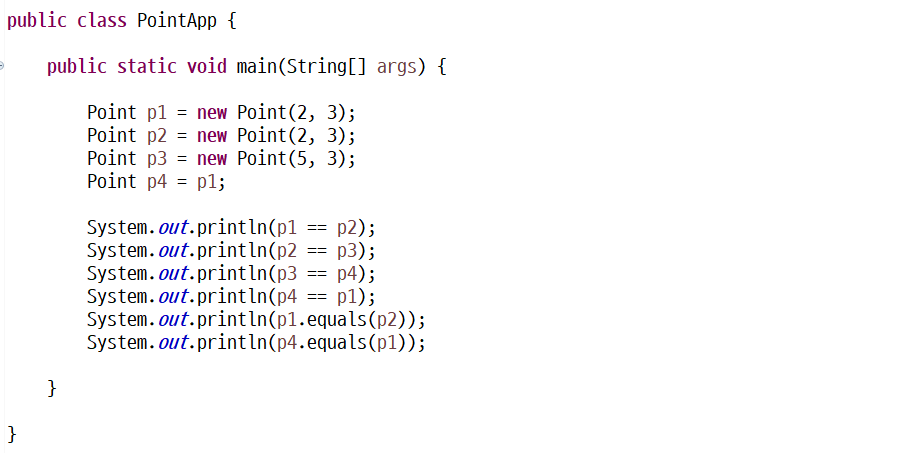 public class PointApp {
public static void main(String[] args) {
Point p1 = new Point(2, 3);
Point p2 = new Point(2, 3);
Point p3 = new Point(5, 3);
Point p4 = p1;
System.out.println(p1 == p2);
System.out.println(p2 == p3);
System.out.println(p3 == p4);
System.out.println(p4 == p1);
System.out.println(p1.equals(p2));
System.out.println(p4.equals(p1));
}
}